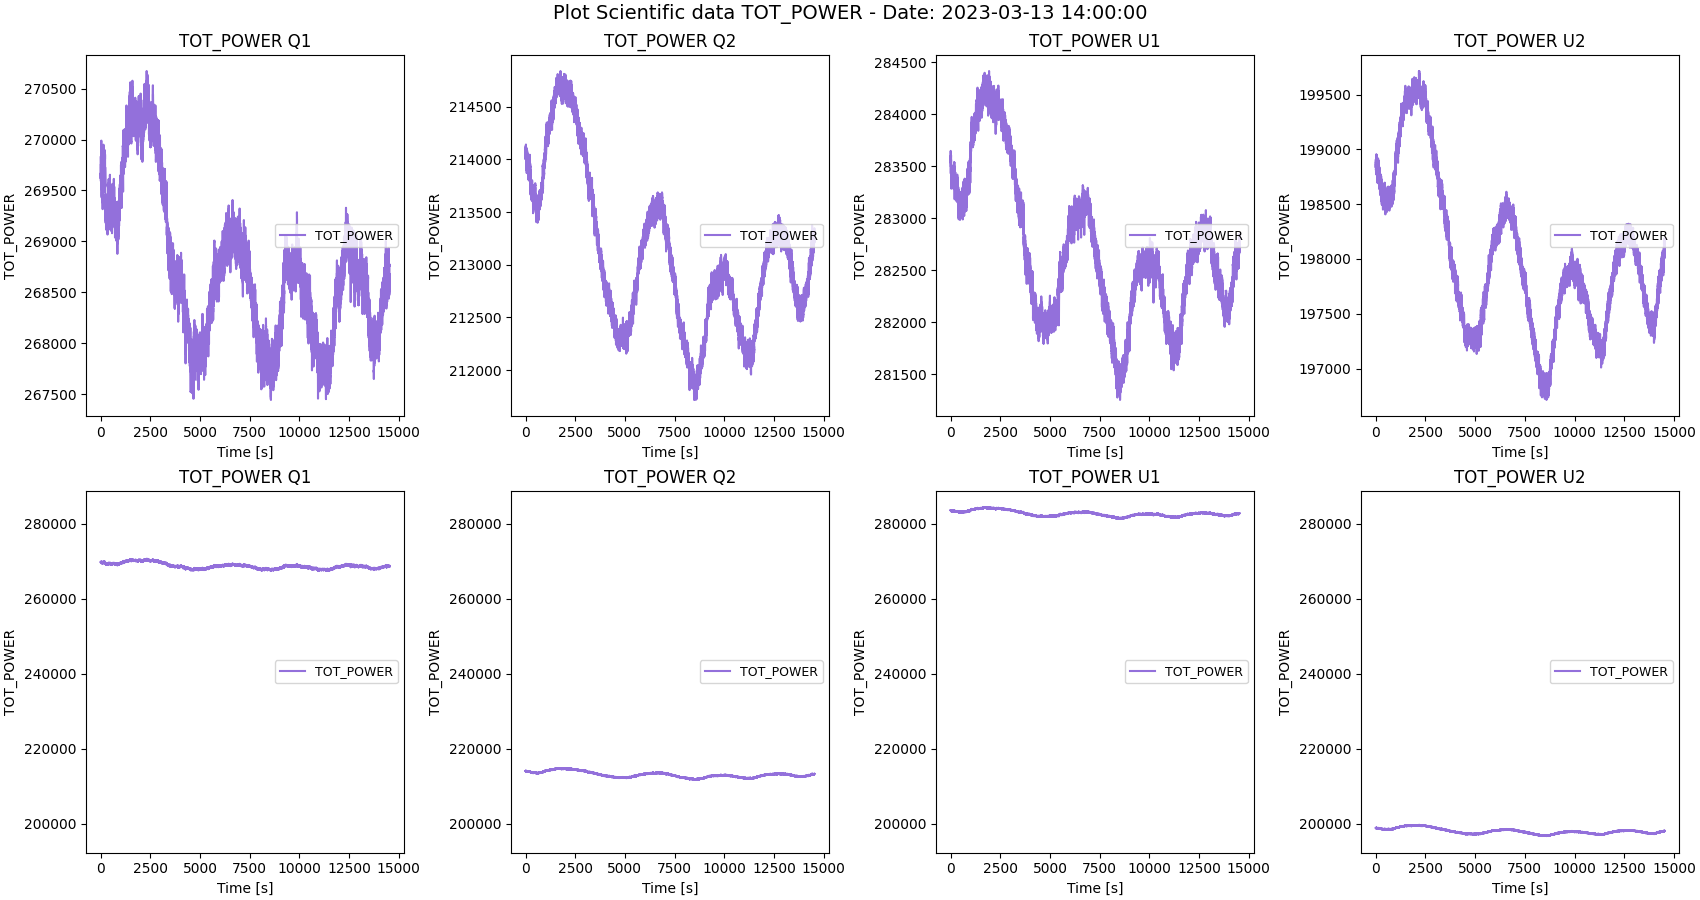 Plot Scientific data TOT_POWER - Date: 2023-03-13 14:00:00
TOT_POWER Q1
270500
270000
269500
269000
268500
268000
267500
TOT_POWER
TOT_POWER
0 2500 5000 7500 10000 12500 15000
Time [s]
TOT_POWER Q2
214500
214000
213500
213000
212500
212000
TOT_POWER
TOT_POWER
0 2500 5000 7500 10000 12500 15000
Time [s]
TOT_POWER U1
284500
284000
283500
283000
282500
282000
281500
TOT_POWER
TOT_POWER
0 2500 5000 7500 10000 12500 15000
Time [s]
TOT_POWER U2
199500
199000
198500
198000
197500
197000
TOT_POWER
TOT_POWER
0 2500 5000 7500 10000 12500 15000
Time [s]
TOT_POWER Q1
280000
260000
240000
220000
200000
TOT_POWER
TOT_POWER
0 2500 5000 7500 10000 12500 15000
Time [s]
TOT_POWER Q2
280000
260000
240000
220000
200000
TOT_POWER
TOT_POWER
0 2500 5000 7500 10000 12500 15000
Time [s]
TOT_POWER U1
280000
260000
240000
220000
200000
TOT_POWER
TOT_POWER
0 2500 5000 7500 10000 12500 15000
Time [s]
TOT_POWER U2
280000
260000
240000
220000
200000
TOT_POWER
TOT_POWER
0 2500 5000 7500 10000 12500 15000
Time [s]